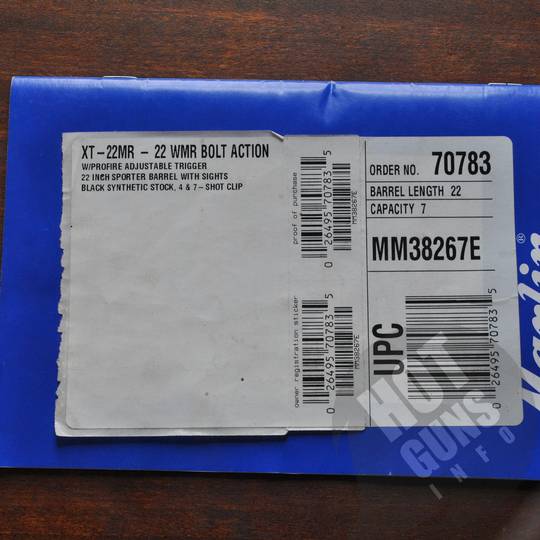 XT-22MR - 22 WMR BOLT ACTION
W/PROFIRE ADJUSTABLE TRIGGER
22 INCH SPORTER BARREL WITH SIGHTS
BLACK SYNTHETIC STOCK, 4 & 7-SHOT CLIP
proof of purchase
0 26495 70783 5
MM38267E
owner registration sticker
0 26495 70783 5
MM38267E
ORDER NO. 70783
BARREL LENGTH 22
CAPACITY 7
MM38267E
UPC
0 26495 70783 5
Marlin®
HOT
GUNS
INFO